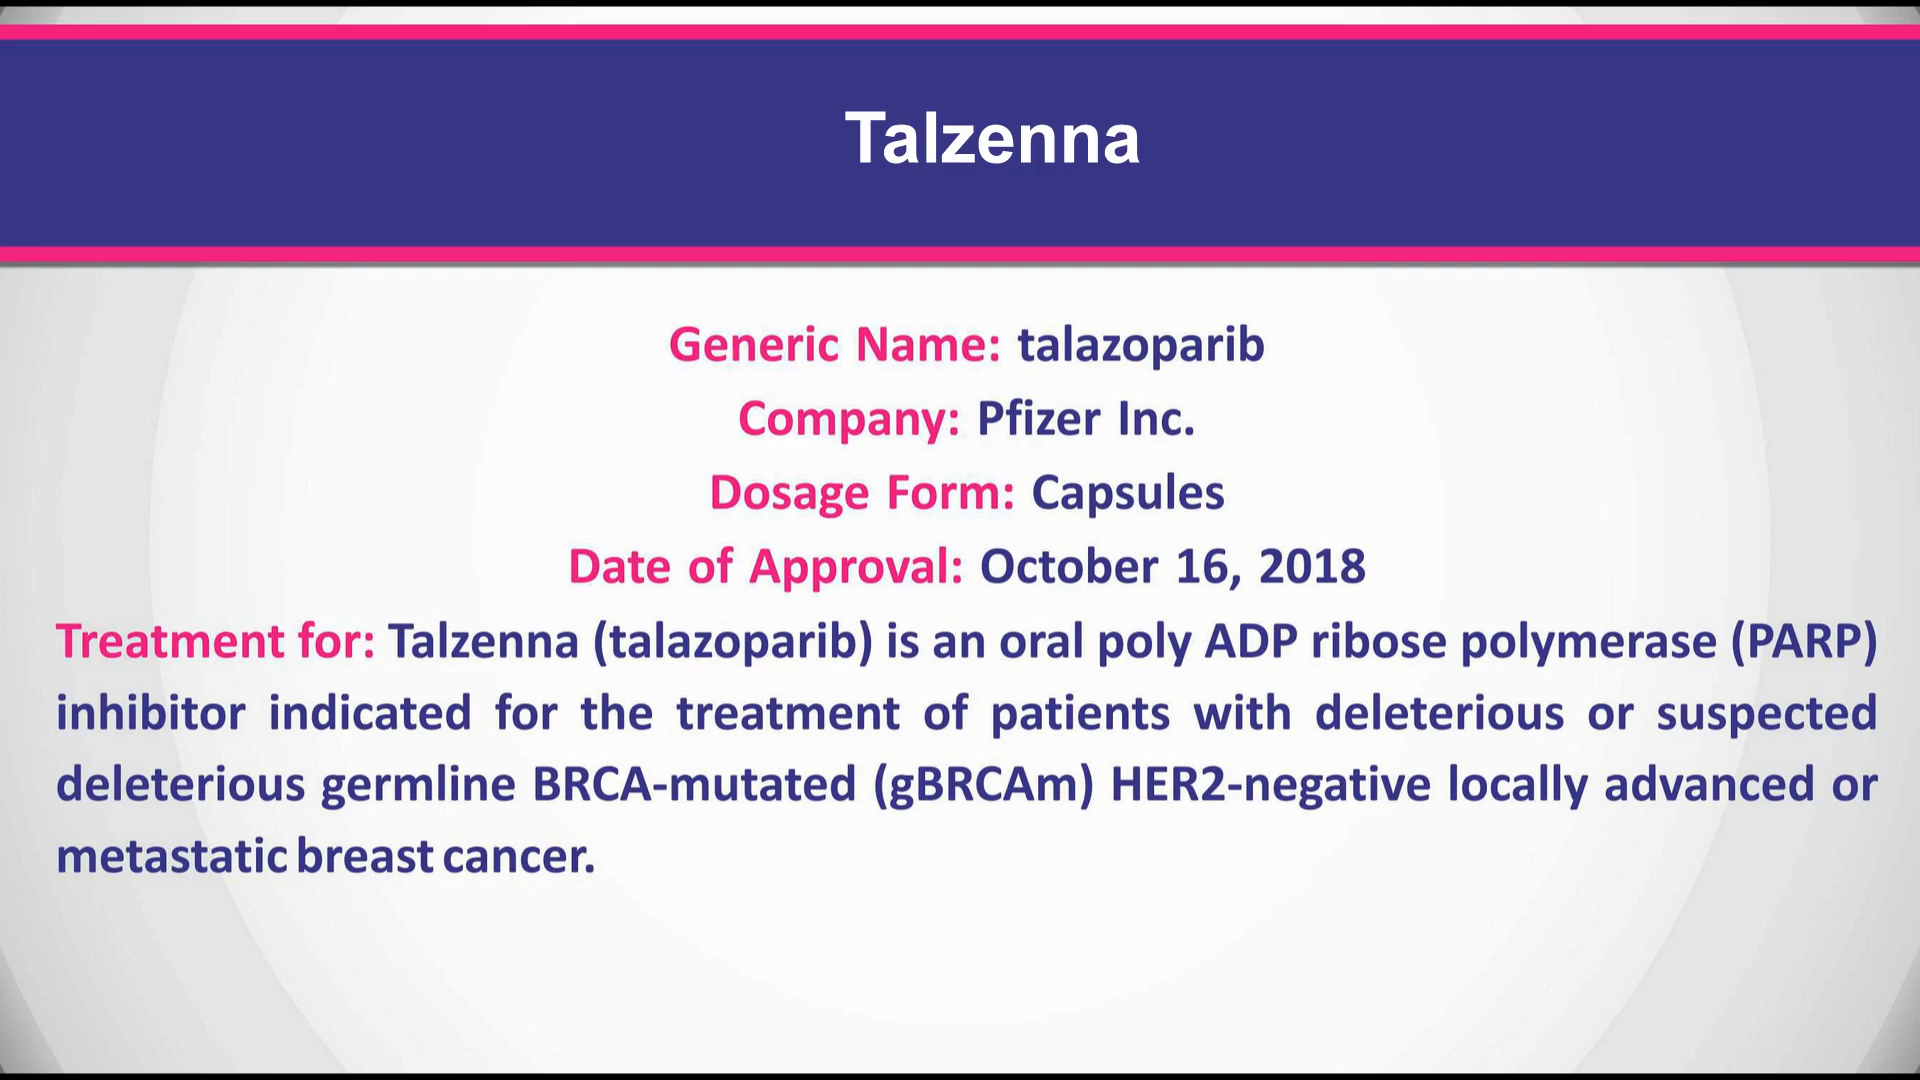 Talzenna
Generic Name: talazoparib
Company: Pfizer Inc.
Dosage Form: Capsules
Date of Approval: October 16, 2018
Treatment for: Talzenna (talazoparib) is an oral poly ADP ribose polymerase (PARP)
inhibitor indicated for the treatment of patients with deleterious or suspected
deleterious germline BRCA-mutated (gBRCAm) HER2-negative locally advanced or
metastatic breast cancer.